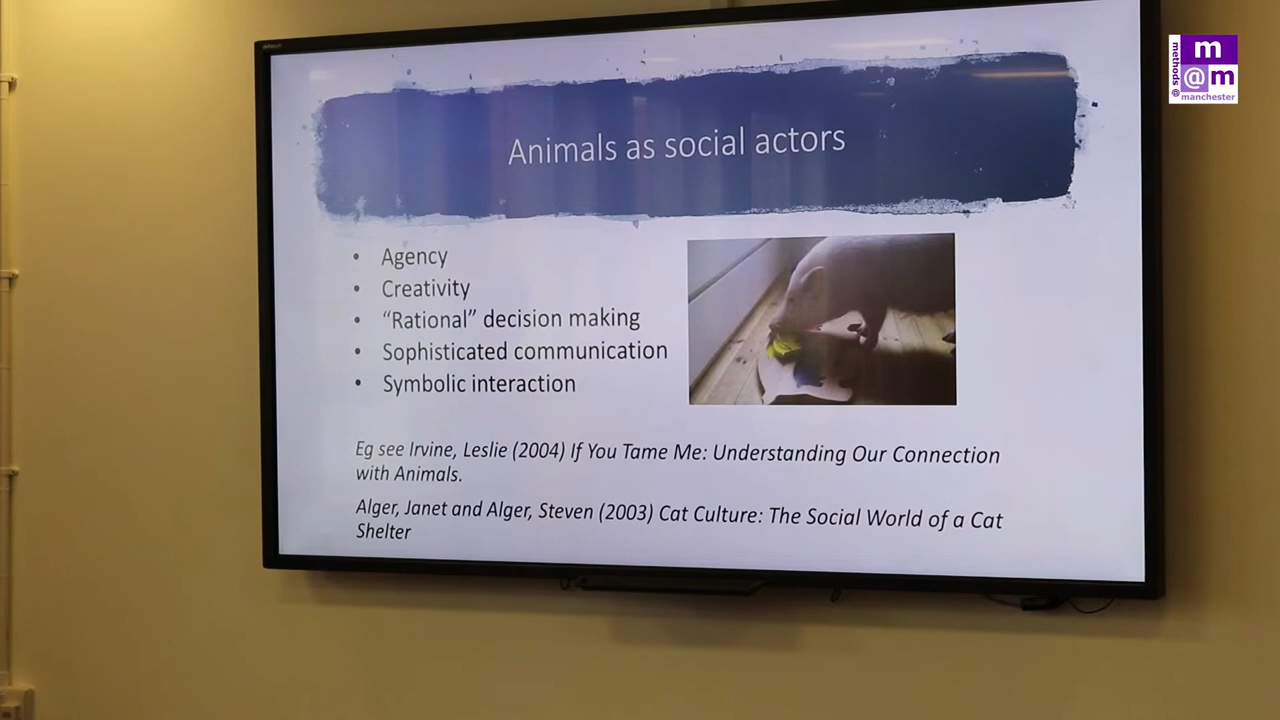 m
@m
methods@
manchester
Animals as social actors
• Agency
• Creativity
• “Rational” decision making
• Sophisticated communication
• Symbolic interaction
Eg see Irvine, Leslie (2004) If You Tame Me: Understanding Our Connection
with Animals.
Alger, Janet and Alger, Steven (2003) Cat Culture: The Social World of a Cat
Shelter